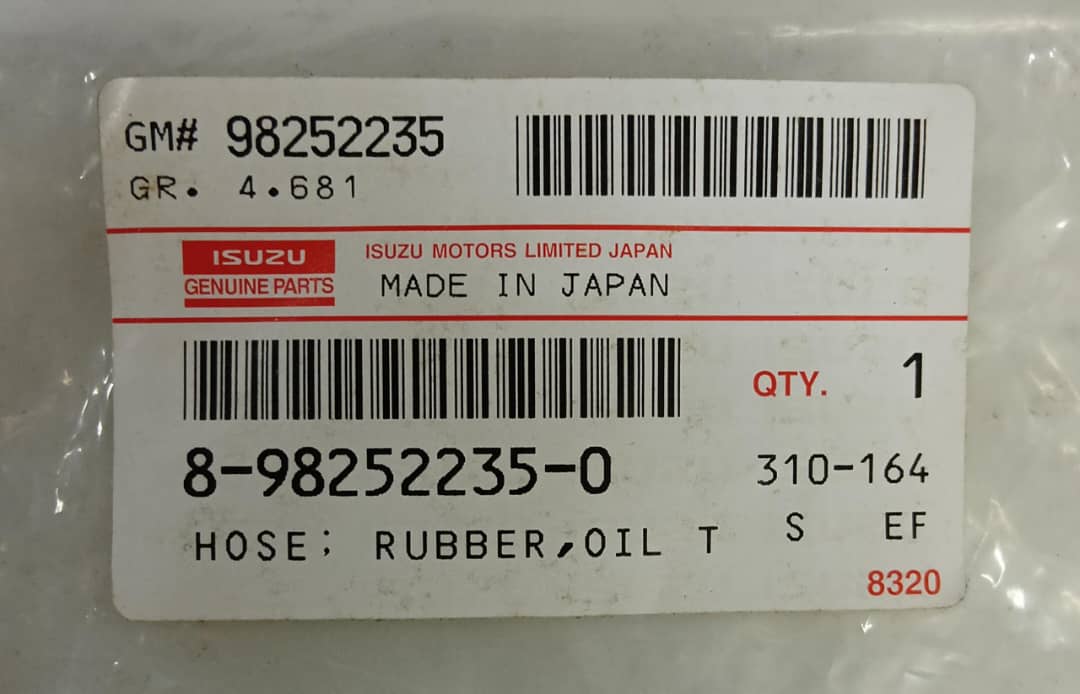 GM# 98252235
GR. 4.681
ISUZU
GENUINE PARTS
ISUZU MOTORS LIMITED JAPAN
MADE IN JAPAN
QTY. 1
8-98252235-0
310-164
HOSE; RUBBER,OIL T
S EF
8320